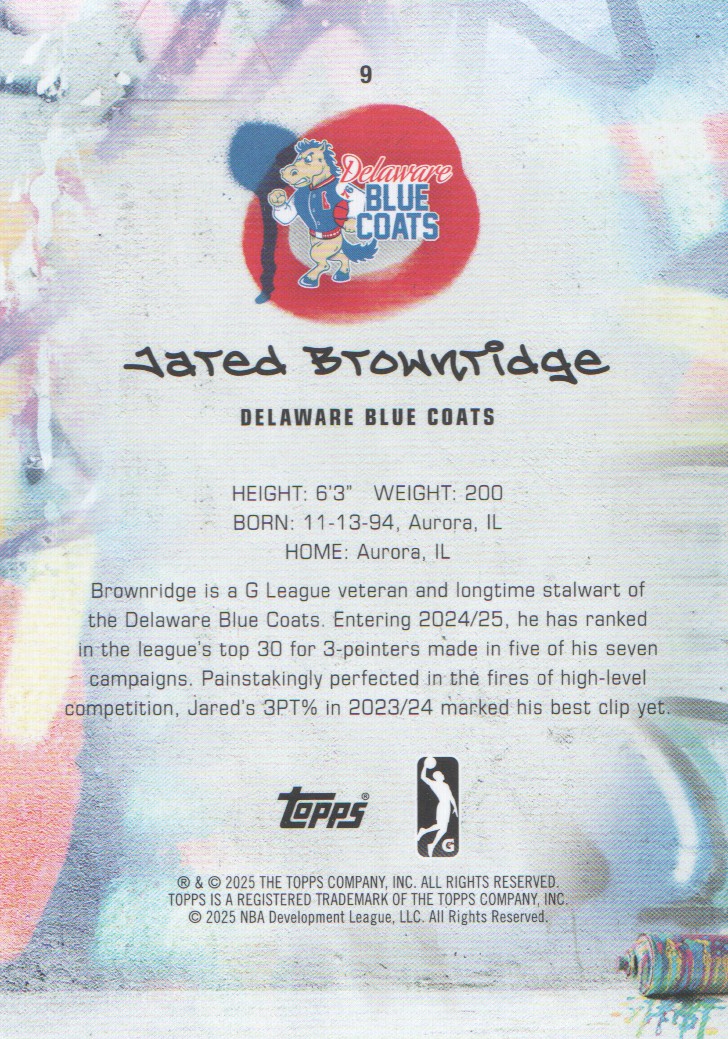 9
Delaware
BLUE
COATS
76
Jared Brownridge
DELAWARE BLUE COATS
HEIGHT: 6'3" WEIGHT: 200
BORN: 11-13-94, Aurora, IL
HOME: Aurora, IL
Brownridge is a G League veteran and longtime stalwart of
the Delaware Blue Coats. Entering 2024/25, he has ranked
in the league's top 30 for 3-pointers made in five of his seven
campaigns. Painstakingly perfected in the fires of high-level
competition, Jared's 3PT% in 2023/24 marked his best clip yet.
TOPPS®
G
® & © 2025 THE TOPPS COMPANY, INC. ALL RIGHTS RESERVED.
TOPPS IS A REGISTERED TRADEMARK OF THE TOPPS COMPANY, INC.
© 2025 NBA Development League, LLC. All Rights Reserved.